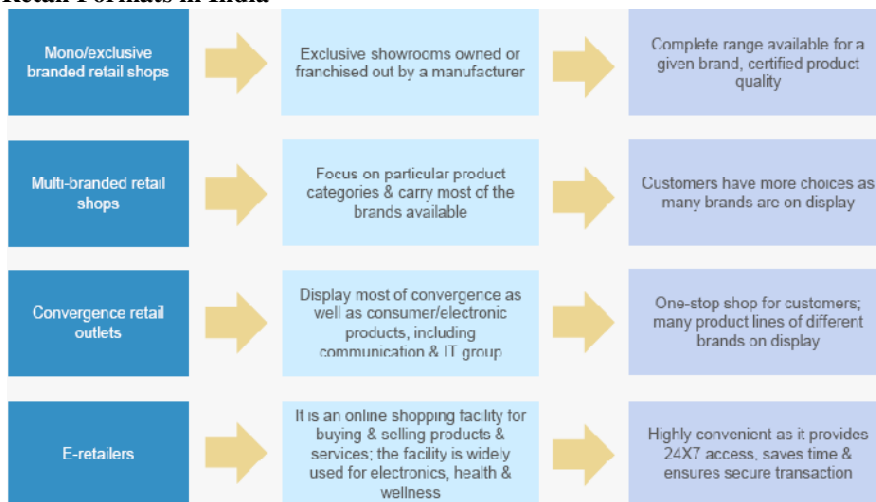 Retail Formats in India
Mono/exclusive
branded retail shops
Exclusive showrooms owned or
franchised out by a manufacturer
Complete range available for a
given brand, certified product
quality
Multi-branded retail
shops
Focus on particular product
categories & carry most of the
brands available
Customers have more choices as
many brands are on display
Convergence retail
outlets
Display most of convergence as
well as consumer/electronic
products, including
communication & IT group
One-stop shop for customers;
many product lines of different
brands on display
E-retailers
It is an online shopping facility for
buying & selling products &
services; the facility is widely
used for electronics, health &
wellness
Highly convenient as it provides
24X7 access, saves time &
ensures secure transaction